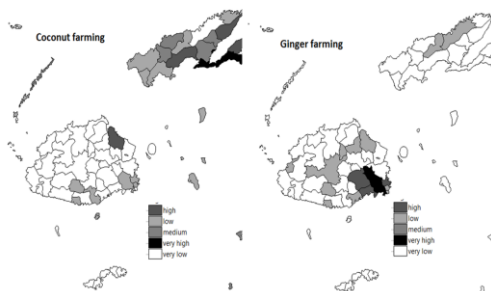 Coconut farming
high
low
medium
very high
very low
Ginger farming
high
low
medium
very high
very low